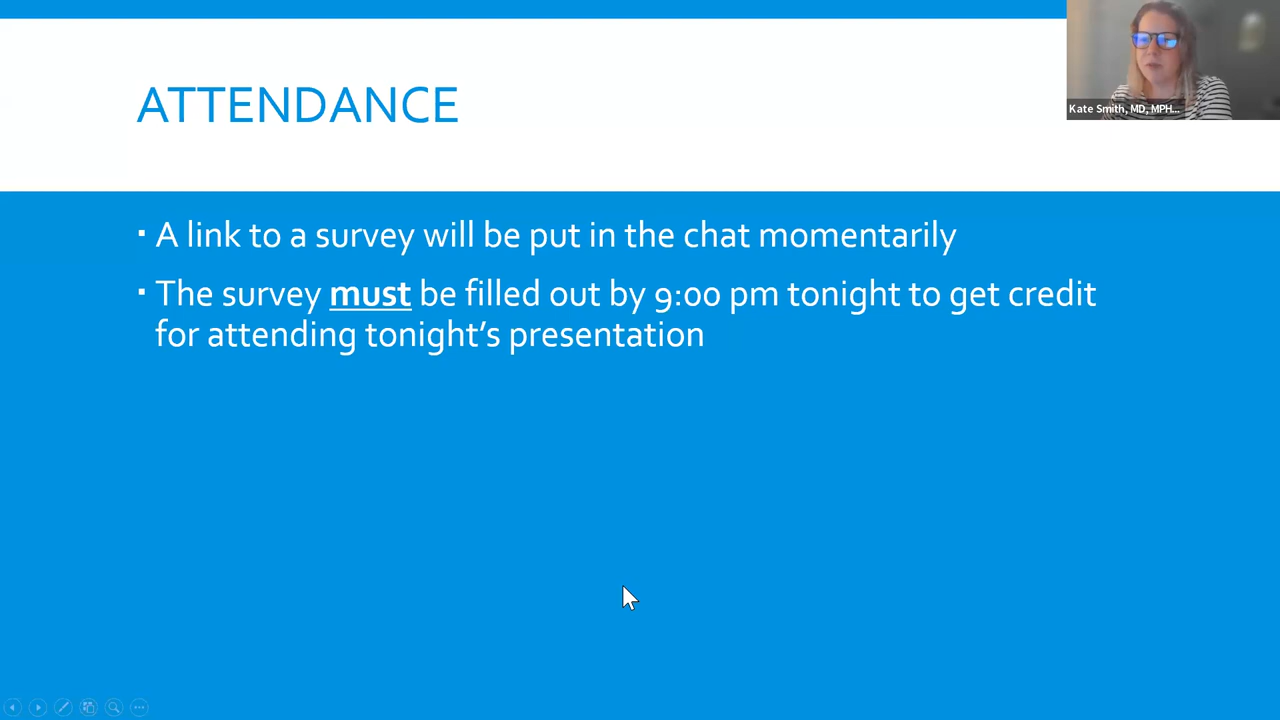 ATTENDANCE
Kate Smith, MD, MPH...
▪ A link to a survey will be put in the chat momentarily
▪ The survey must be filled out by 9:00 pm tonight to get credit
for attending tonight’s presentation